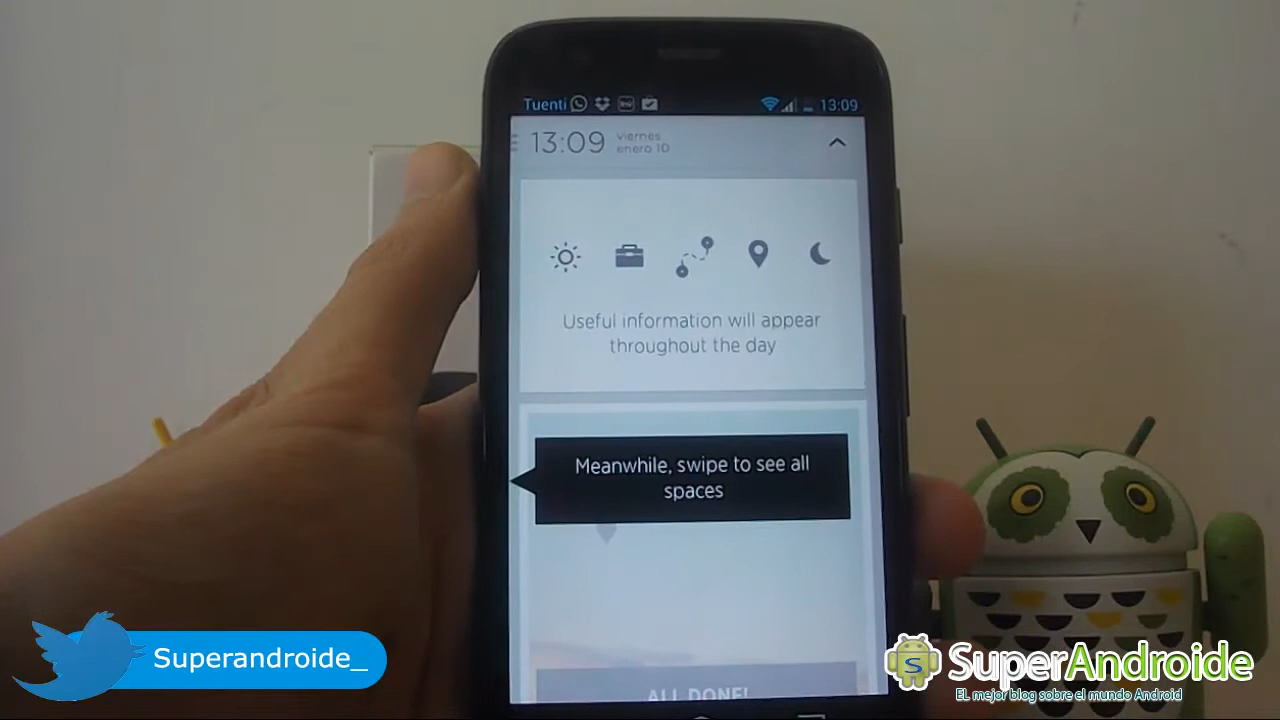 Tuenti
13:09
13:09
viernes
enero 10
Useful information will appear
throughout the day
Meanwhile, swipe to see all
spaces
ALL DONE!
Superandroide_
SuperAndroide
EL mejor blog sobre el mundo Android